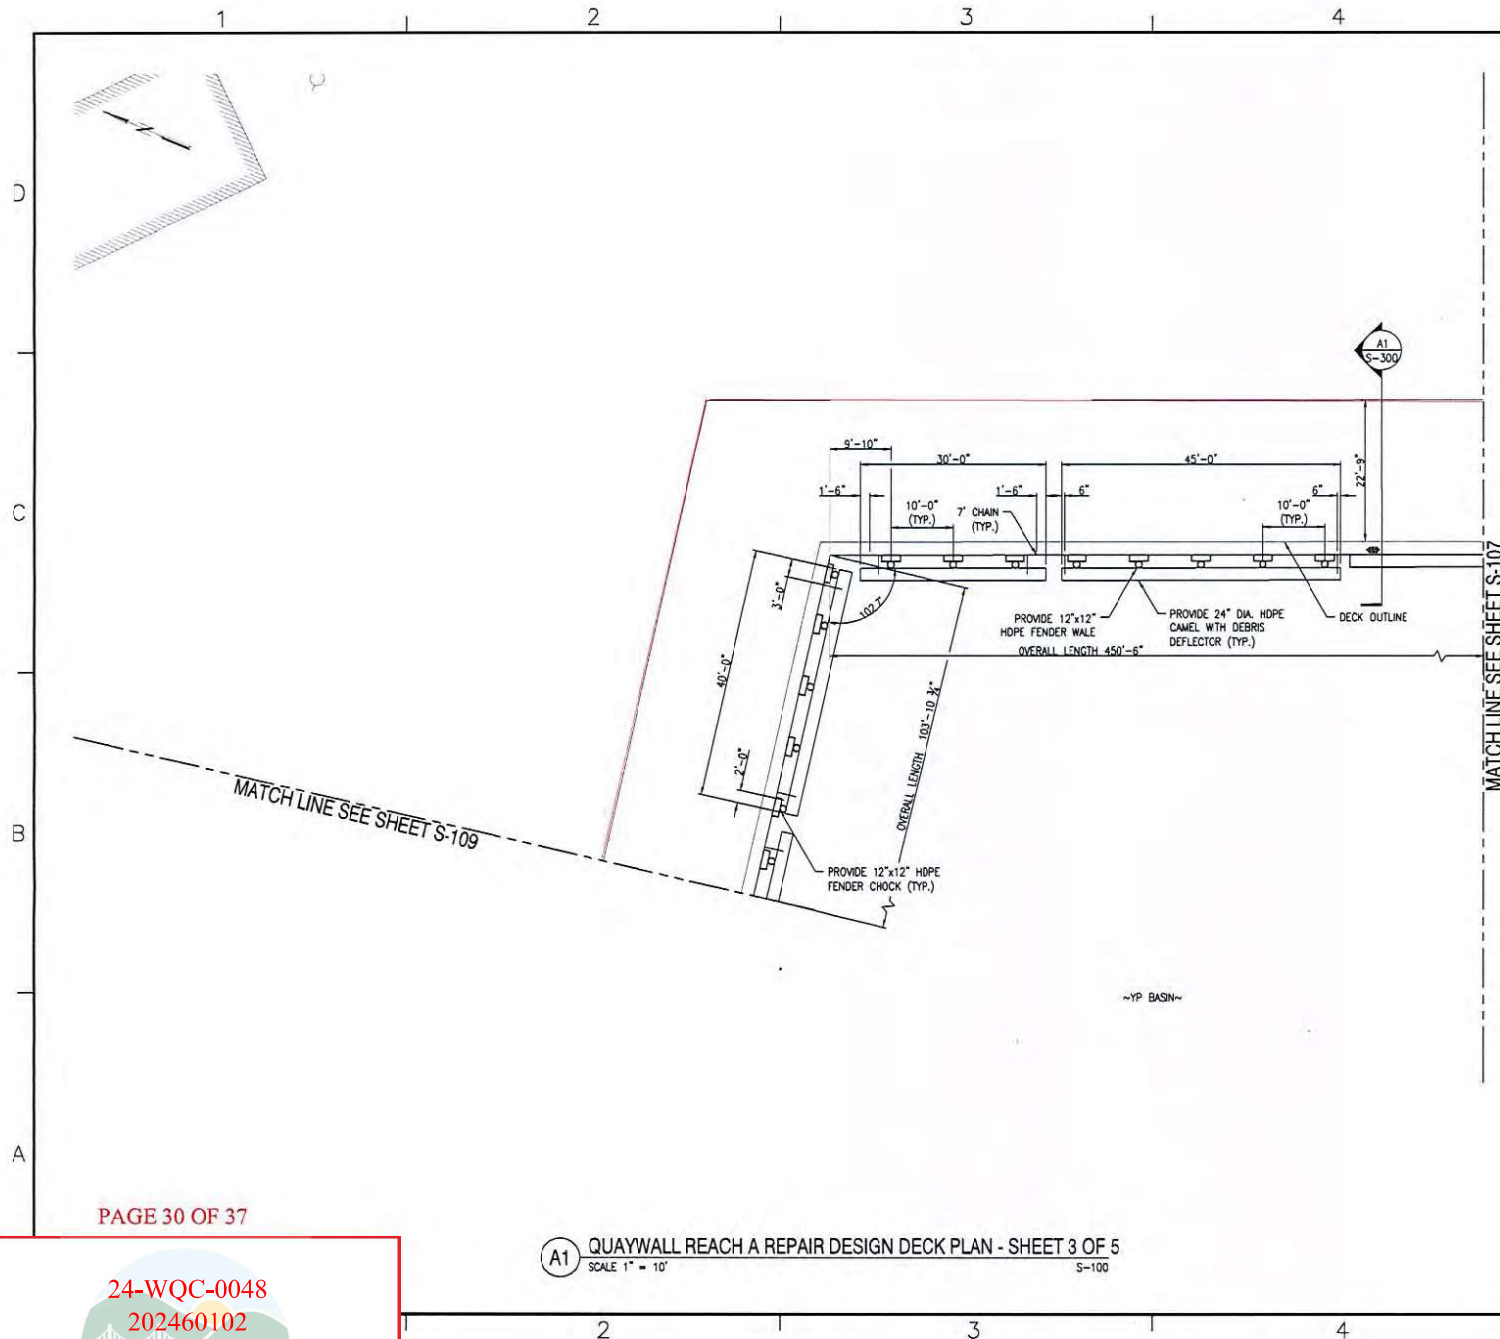 1
2
3
4
D
C
B
A
N
A1
S-300
9'-10"
30'-0"
45'-0"
22'-9"
1'-6"
1'-6"
6"
6"
10'-0"
(TYP.)
7' CHAIN
(TYP.)
10'-0"
(TYP.)
3'-0"
102.7°
PROVIDE 12"x12"
HDPE FENDER WALE
PROVIDE 24" DIA. HDPE
CAMEL WTH DEBRIS
DEFLECTOR (TYP.)
DECK OUTLINE
OVERALL LENGTH 450'-6"
40'-0"
2'-0"
OVERALL LENGTH 103'-10 ¾"
MATCH LINE SEE SHEET S-107
MATCH LINE SEE SHEET S-109
PROVIDE 12"x12" HDPE
FENDER CHOCK (TYP.)
~YP BASIN~
PAGE 30 OF 37
24-WQC-0048
202460102
A1
QUAYWALL REACH A REPAIR DESIGN DECK PLAN - SHEET 3 OF 5
SCALE 1" = 10'
S-100
2
3
4